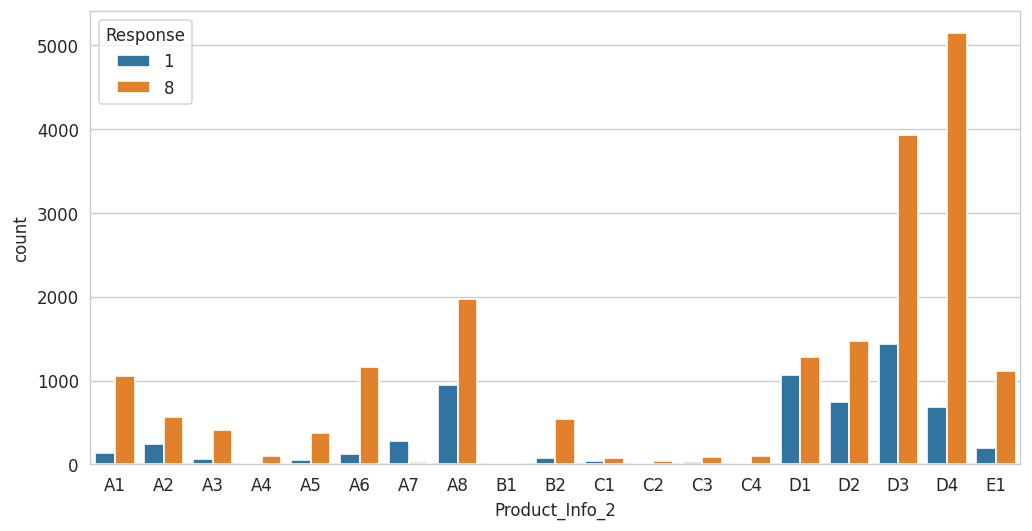 Response
1
8
5000
4000
3000
2000
1000
0
count
A1 A2 A3 A4 A5 A6 A7 A8 B1 B2 C1 C2 C3 C4 D1 D2 D3 D4 E1
Product_Info_2